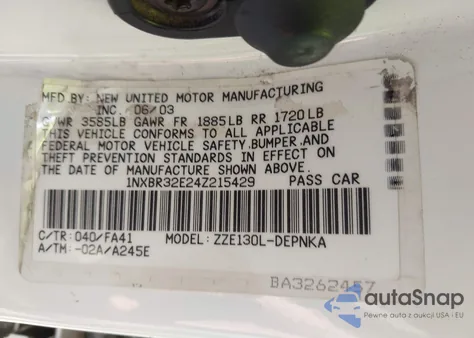 MFD BY: NEW UNITED MOTOR MANUFACTURING
INC. 06/03
GVWR 3585LB GAWR FR 1885LB RR 1720LB
THIS VEHICLE CONFORMS TO ALL APPLICABLE
FEDERAL MOTOR VEHICLE SAFETY, BUMPER, AND
THEFT PREVENTION STANDARDS IN EFFECT ON
THE DATE OF MANUFACTURE SHOWN ABOVE.
1NXBR32E24Z215429 PASS CAR
C/TR: 040/FA41 MODEL: ZZE130L-DEPNKA
A/TM: -02A/A245E
BA3262457
autoSnap
Pewne auta z aukcji USA i EU